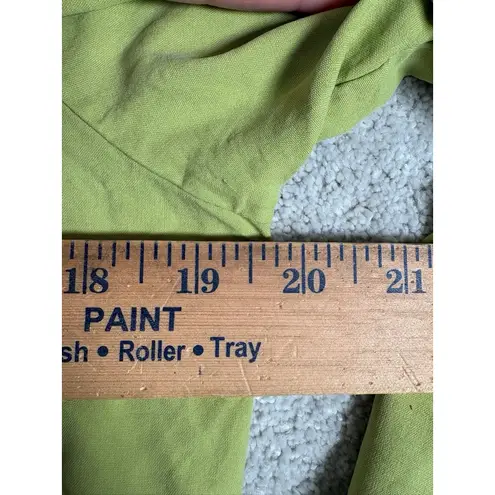 18 19 20 21
PAINT
sh • Roller • Tray